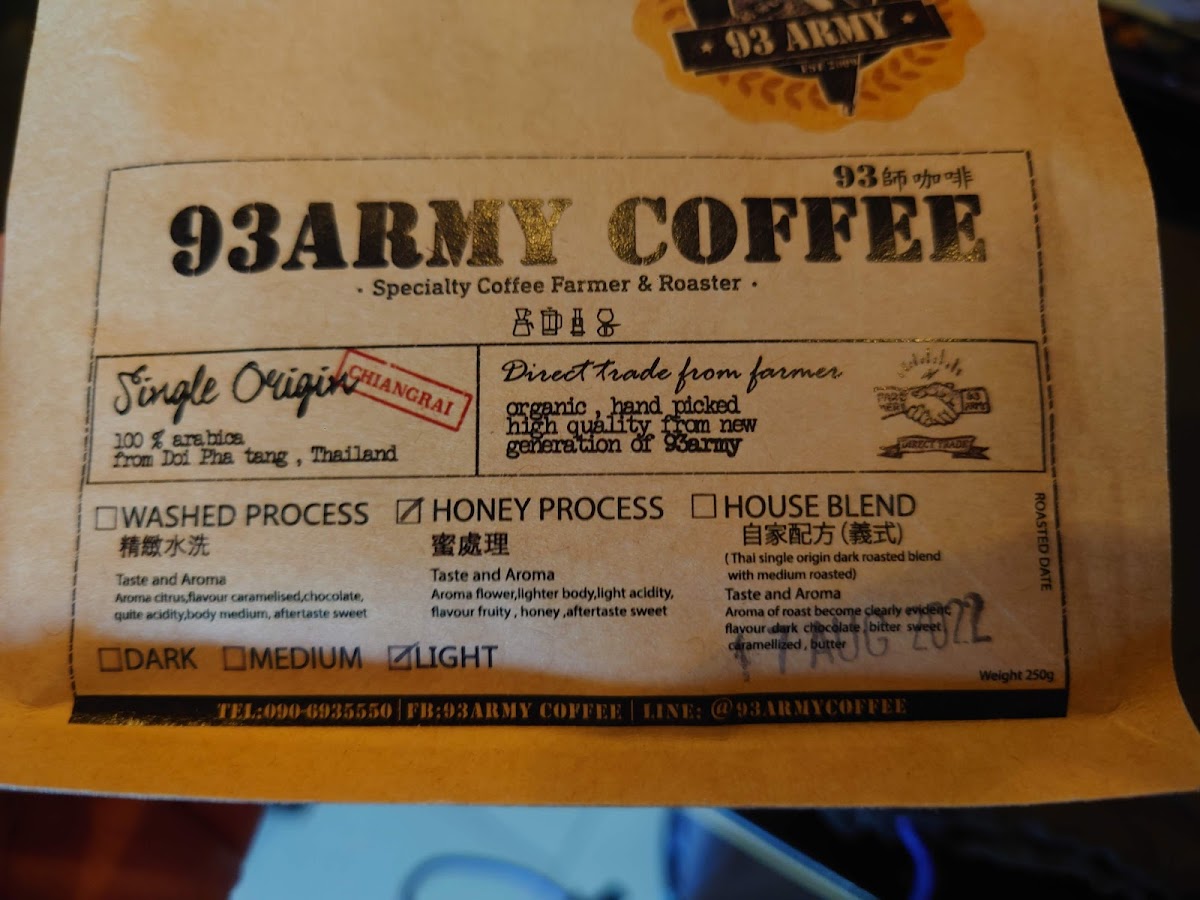 93 ARMY
EST 2009
93師咖啡
93ARMY COFFEE
· Specialty Coffee Farmer & Roaster ·
Single Origin
CHIANGRAI
100 % arabica
from Doi Pha tang , Thailand
Direct trade from farmer
organic , hand picked
high quality from new
generation of 93army
93
ARMY
DIRECT TRADE
☐WASHED PROCESS
精緻水洗
Taste and Aroma
Aroma citrus,flavour caramelised,chocolate,
quite acidity,body medium, aftertaste sweet
☑ HONEY PROCESS
蜜處理
Taste and Aroma
Aroma flower,lighter body,light acidity,
flavour fruity , honey ,aftertaste sweet
☐ HOUSE BLEND
自家配方(義式)
( Thai single origin dark roasted blend
with medium roasted)
Taste and Aroma
Aroma of roast become clearly evident
flavour dark chocolate , bitter sweet
caramellized , butter
ROASTED DATE
AUG 2022
☐DARK ☐MEDIUM ☑LIGHT
Weight 250g
TEL:090-6935550 | FB:93ARMY COFFEE | LINE: @93ARMYCOFFEE